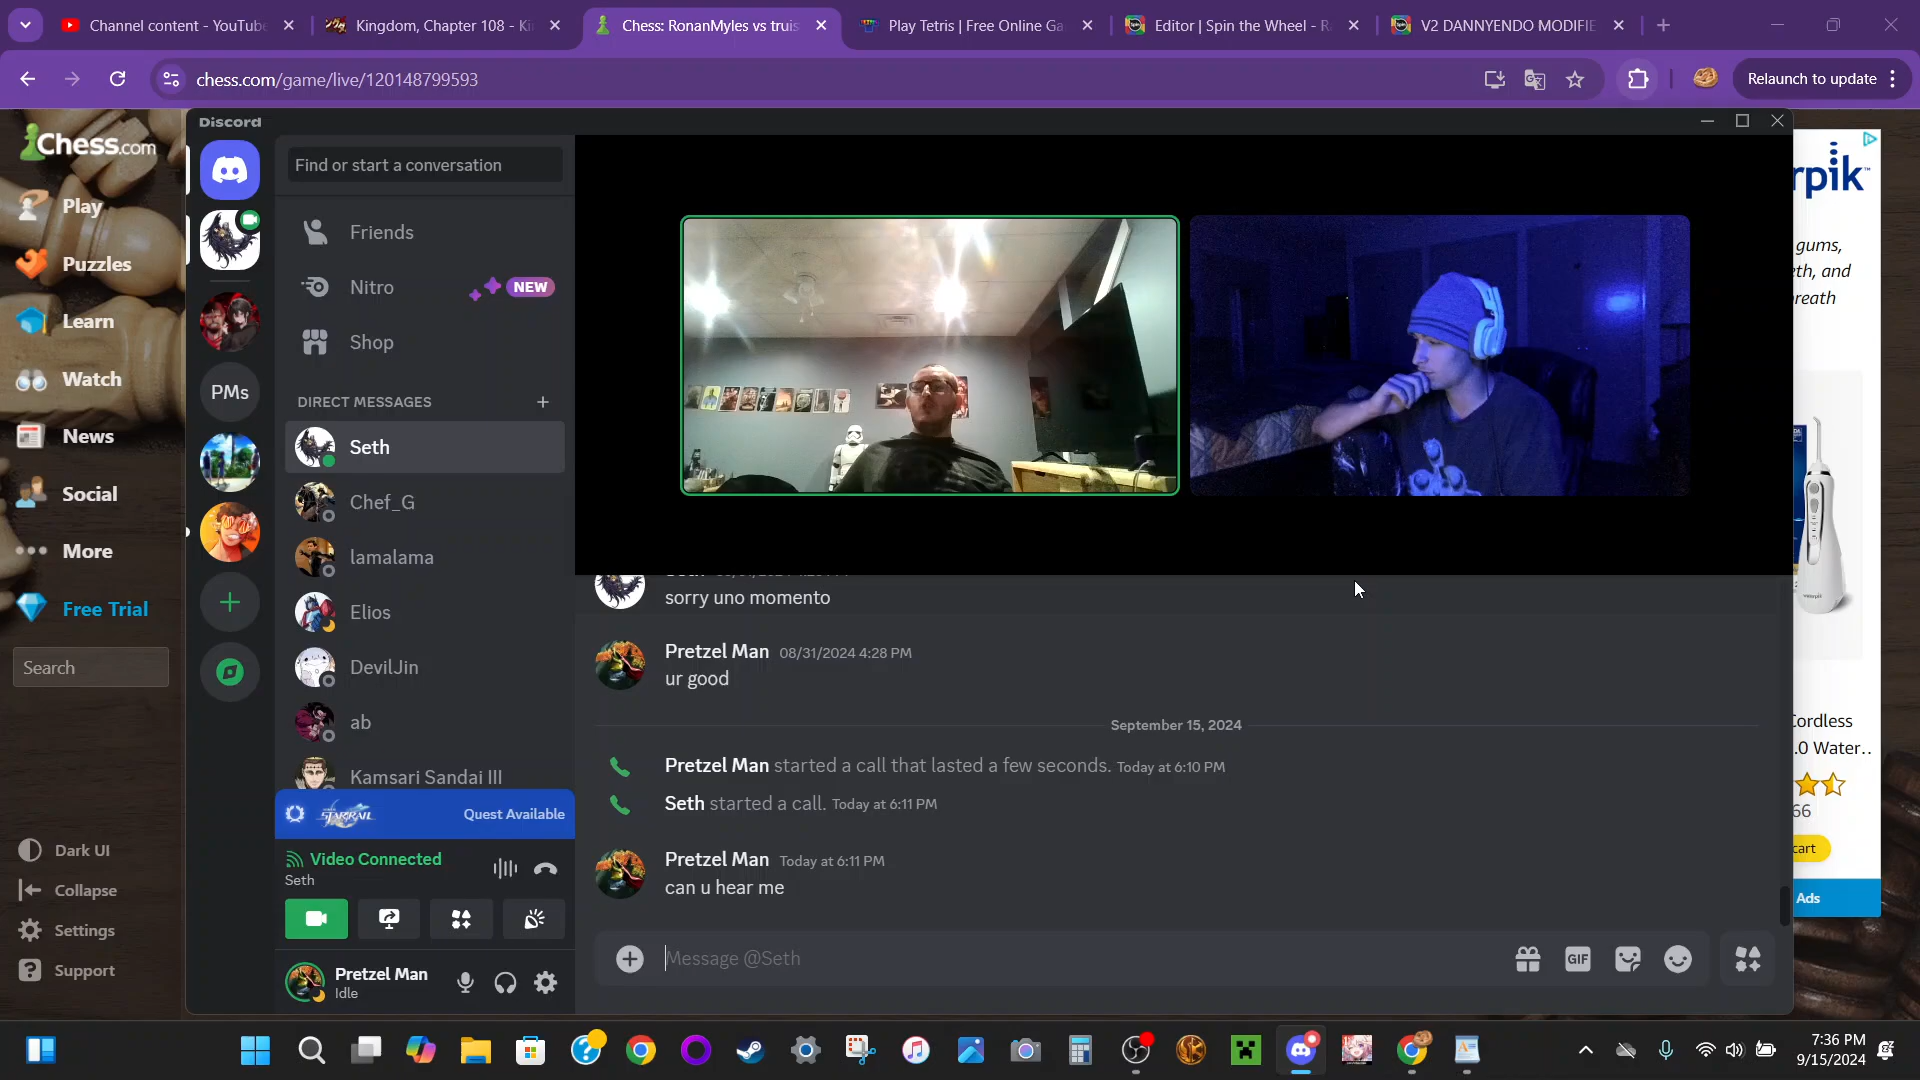 Channel content - YouTube
Kingdom, Chapter 108 - Ki
Chess: RonanMyles vs truis
Play Tetris | Free Online Ga
Editor | Spin the Wheel - R
V2 DANNYENDO MODIFIE
chess.com/game/live/120148799593
Relaunch to update
Chess.com
Play
Puzzles
Learn
Watch
News
Social
More
Free Trial
Search
Dark UI
Collapse
Settings
Support
Discord
PMs
Find or start a conversation
Friends
Nitro
NEW
Shop
DIRECT MESSAGES
Seth
Chef_G
lamalama
Elios
DevilJin
ab
Kamsari Sandai III
STARRAIL
Quest Available
Video Connected
Seth
Pretzel Man
Idle
sorry uno momento
Pretzel Man 08/31/2024 4:28 PM
ur good
September 15, 2024
Pretzel Man started a call that lasted a few seconds. Today at 6:10 PM
Seth started a call. Today at 6:11 PM
Pretzel Man Today at 6:11 PM
can u hear me
Message @Seth
GIF
rpik™
gums,
eth, and
breath
Cordless
.0 Water..
66
cart
Ads
7:36 PM
9/15/2024